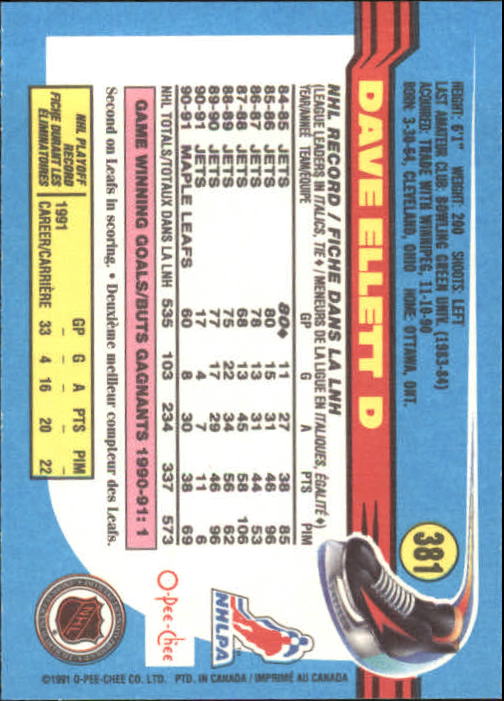 381
DAVE ELLETT D
HEIGHT: 6'1" WEIGHT: 200 SHOOTS: LEFT
LAST AMATEUR CLUB: BOWLING GREEN UNIV. (1983-84)
ACQUIRED: TRADE WITH WINNIPEG, 11-10-90
BORN: 3-30-64, CLEVELAND, OHIO HOME: OTTAWA, ONT.
NHL RECORD / FICHE DANS LA LNH
(LEAGUE LEADERS IN ITALICS, TIE ♦ / MENEURS DE LA LIGUE EN ITALIQUES, ÉGALITÉ ♦)
YEAR/ANNÉE TEAM/EQUIPE GP G A PTS PIM
84-85 JETS 80♦ 11 27 38 85
85-86 JETS 80 15 31 46 96
86-87 JETS 78 13 31 44 53
87-88 JETS 68 13 45 58 106
88-89 JETS 75 22 34 56 62
89-90 JETS 77 17 29 46 96
90-91 JETS 17 4 7 11 6
90-91 MAPLE LEAFS 60 8 30 38 69
NHL TOTALS/TOTAUX DANS LA LNH 535 103 234 337 573
GAME WINNING GOALS/BUTS GAGNANTS 1990-91: 1
Second on Leafs in scoring. • Deuxième meilleur compteur des Leafs.
NHL PLAYOFF
RECORD
FICHE DURANT LES
ÉLIMINATOIRES
GP G A PTS PIM
1991 – – – – –
CAREER/CARRIÈRE 33 4 16 20 22
NHLPA
O-Pee-Chee
NHL
©1991 O-PEE-CHEE CO. LTD. PTD. IN CANADA / IMPRIMÉ AU CANADA